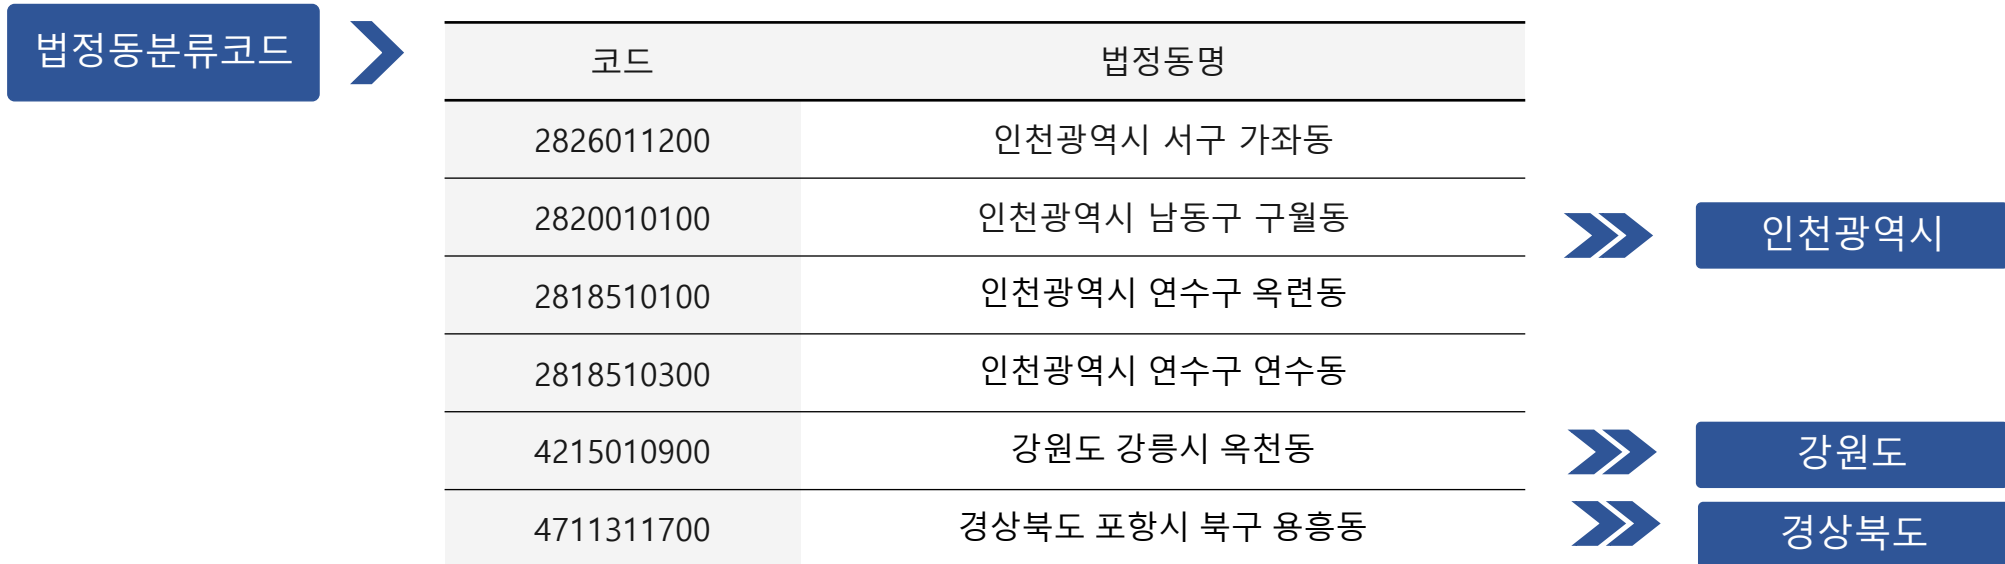 법정동분류코드
코드 법정동명
2826011200 인천광역시 서구 가좌동
2820010100 인천광역시 남동구 구월동
인천광역시
2818510100 인천광역시 연수구 옥련동
2818510300 인천광역시 연수구 연수동
4215010900 강원도 강릉시 옥천동
강원도
4711311700 경상북도 포항시 북구 용흥동
경상북도